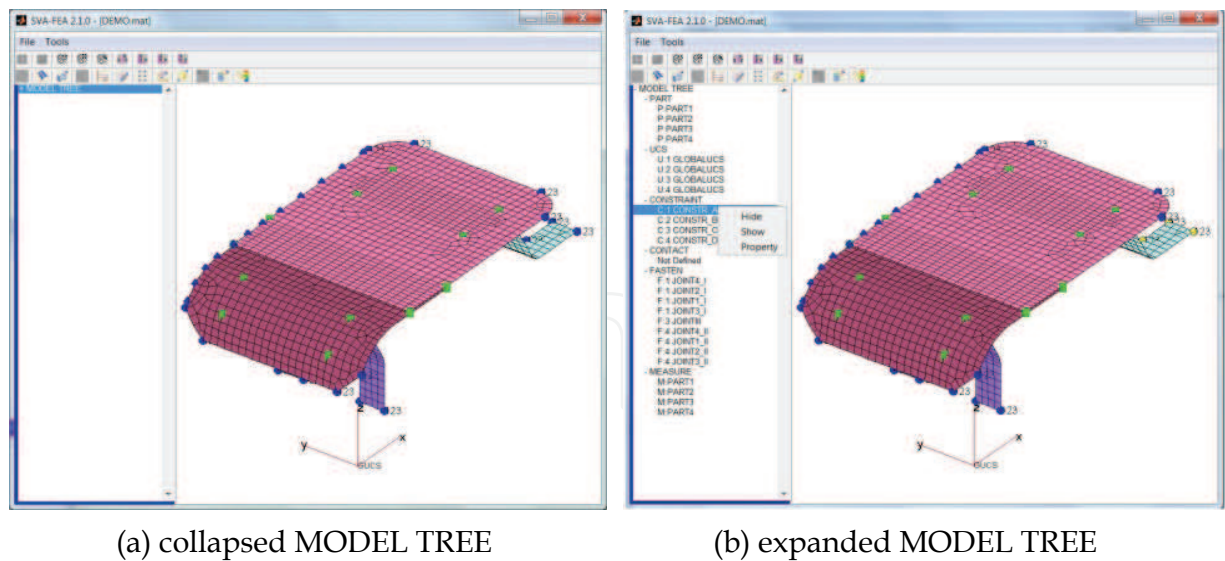 SVA-FEA 2.1.0 - [DEMO.mat]
File Tools
+ MODEL TREE
23
23
23
23
23
23
z
y
x
GUCS
(a) collapsed MODEL TREE
SVA-FEA 2.1.0 - [DEMO.mat]
File Tools
- MODEL TREE
- PART
P:PART1
P:PART2
P:PART3
P:PART4
- UCS
U:1 GLOBALUCS
U:2 GLOBALUCS
U:3 GLOBALUCS
U:4 GLOBALUCS
- CONSTRAINT
C:1 CONSTR_A
C:2 CONSTR_B
C:3 CONSTR_C
C:4 CONSTR_D
Hide
Show
Property
- CONTACT
Not Defined
- FASTEN
F:1 JOINT4_I
F:1 JOINT2_I
F:1 JOINT1_I
F:1 JOINT3_I
F:3 JOINTIII
F:4 JOINT4_II
F:4 JOINT1_II
F:4 JOINT2_II
F:4 JOINT3_II
- MEASURE
M:PART1
M:PART2
M:PART3
M:PART4
23
23
23
23
23
23
z
y
x
GUCS
(b) expanded MODEL TREE